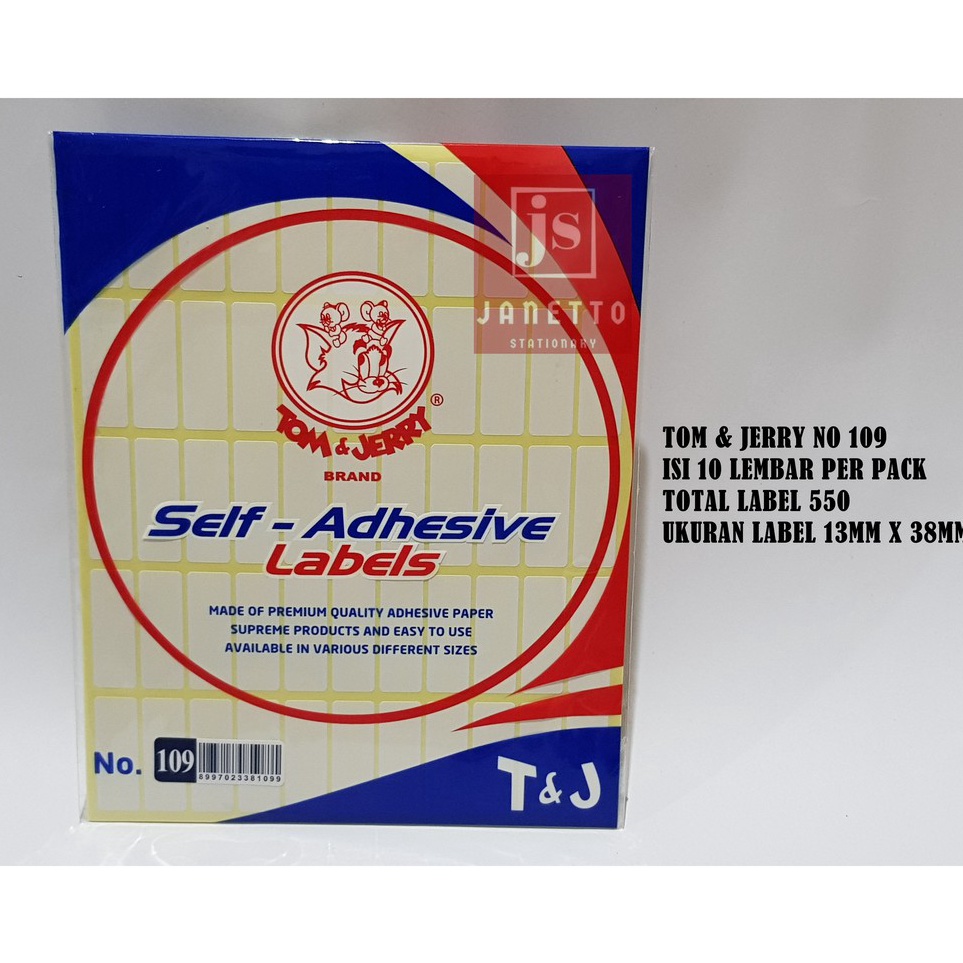 js
JANETTO
STATIONARY
TOM & JERRY ®
BRAND
Self - Adhesive
Labels
MADE OF PREMIUM QUALITY ADHESIVE PAPER
SUPREME PRODUCTS AND EASY TO USE
AVAILABLE IN VARIOUS DIFFERENT SIZES
No. 109
8997023381099
T&J
TOM & JERRY NO 109
ISI 10 LEMBAR PER PACK
TOTAL LABEL 550
UKURAN LABEL 13MM X 38MM